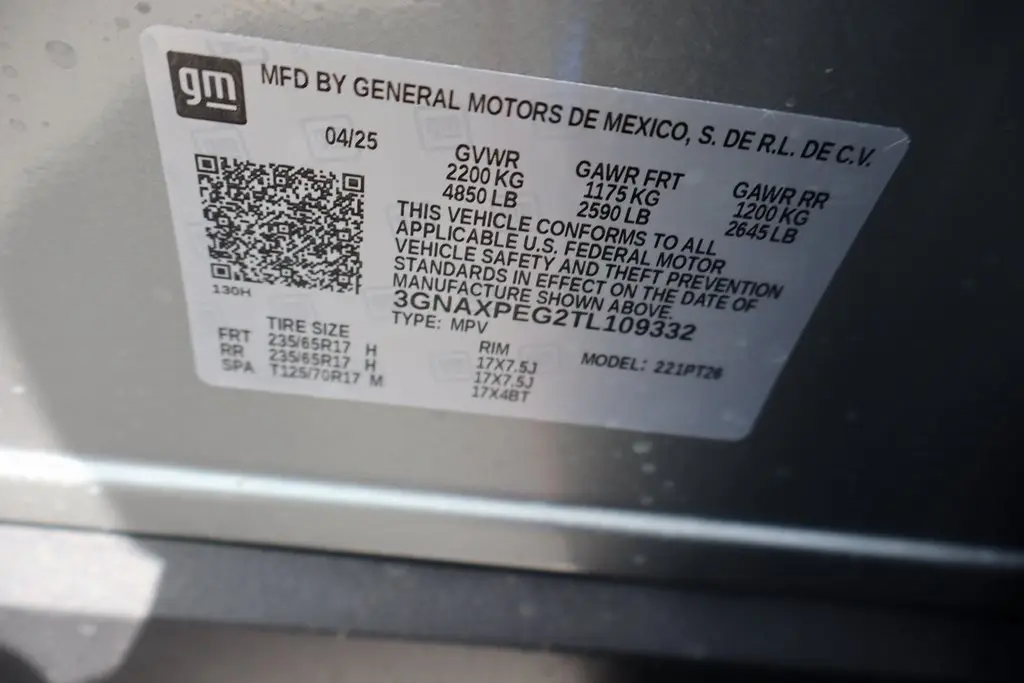 gm
MFD BY GENERAL MOTORS DE MEXICO, S. DE R.L. DE C.V.
04/25
GVWR
2200 KG
4850 LB
GAWR FRT
1175 KG
2590 LB
GAWR RR
1200 KG
2645 LB
THIS VEHICLE CONFORMS TO ALL
APPLICABLE U.S. FEDERAL MOTOR
VEHICLE SAFETY AND THEFT PREVENTION
STANDARDS IN EFFECT ON THE DATE OF
MANUFACTURE SHOWN ABOVE.
3GNAXPEG2TL109332
TYPE: MPV
130H
TIRE SIZE
RIM
MODEL: 221PT26
FRT 235/65R17 H 17X7.5J
RR 235/65R17 H 17X7.5J
SPA T125/70R17 M 17X4BT